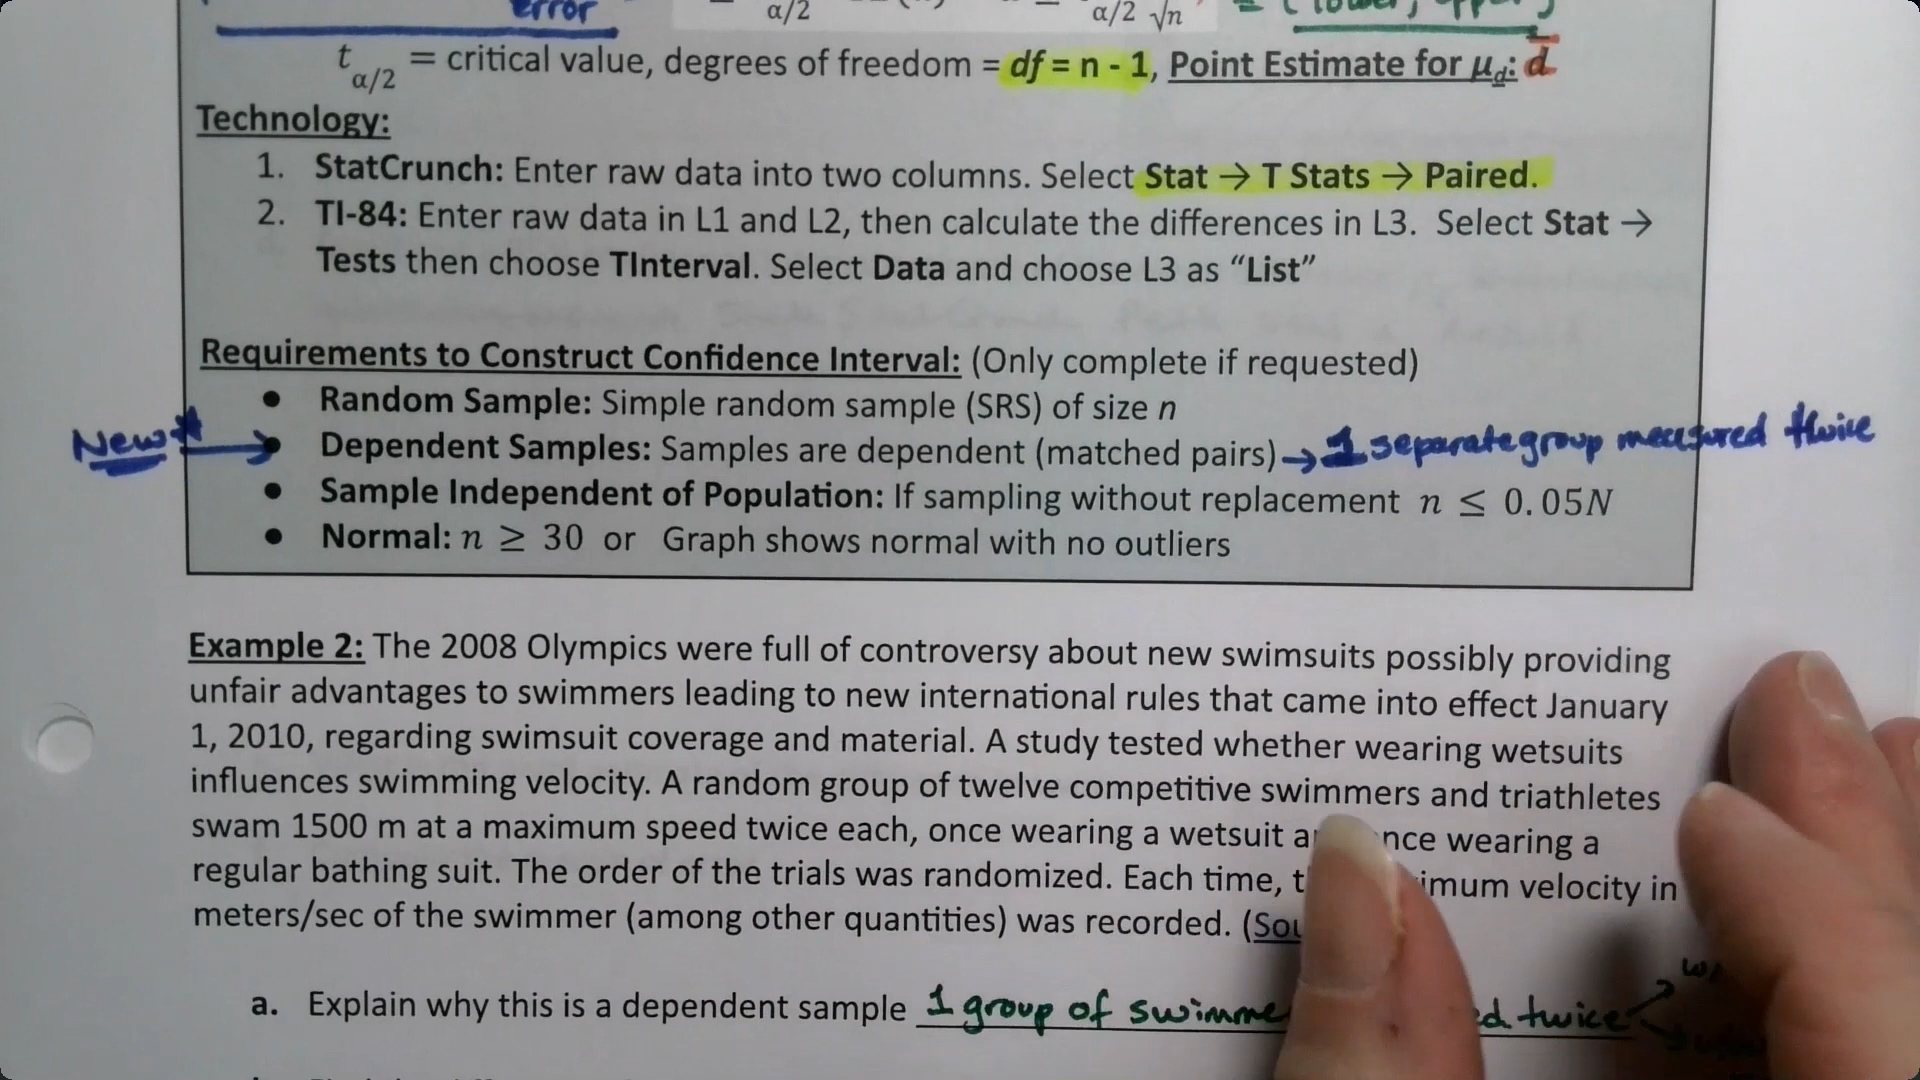 error α/2 α/2 √n = (lower, upper)
t α/2 = critical value, degrees of freedom = df = n - 1, Point Estimate for μd: d̅
Technology:
1. StatCrunch: Enter raw data into two columns. Select Stat → T Stats → Paired.
2. TI-84: Enter raw data in L1 and L2, then calculate the differences in L3. Select Stat →
Tests then choose TInterval. Select Data and choose L3 as “List”
Requirements to Construct Confidence Interval: (Only complete if requested)
● Random Sample: Simple random sample (SRS) of size n
New* → ● Dependent Samples: Samples are dependent (matched pairs) → 1 separate group measured twice
● Sample Independent of Population: If sampling without replacement n ≤ 0.05N
● Normal: n ≥ 30 or Graph shows normal with no outliers
Example 2: The 2008 Olympics were full of controversy about new swimsuits possibly providing
unfair advantages to swimmers leading to new international rules that came into effect January
1, 2010, regarding swimsuit coverage and material. A study tested whether wearing wetsuits
influences swimming velocity. A random group of twelve competitive swimmers and triathletes
swam 1500 m at a maximum speed twice each, once wearing a wetsuit a nce wearing a
regular bathing suit. The order of the trials was randomized. Each time, t imum velocity in
meters/sec of the swimmer (among other quantities) was recorded. (Sou
a. Explain why this is a dependent sample 1 group of swimme ed twice